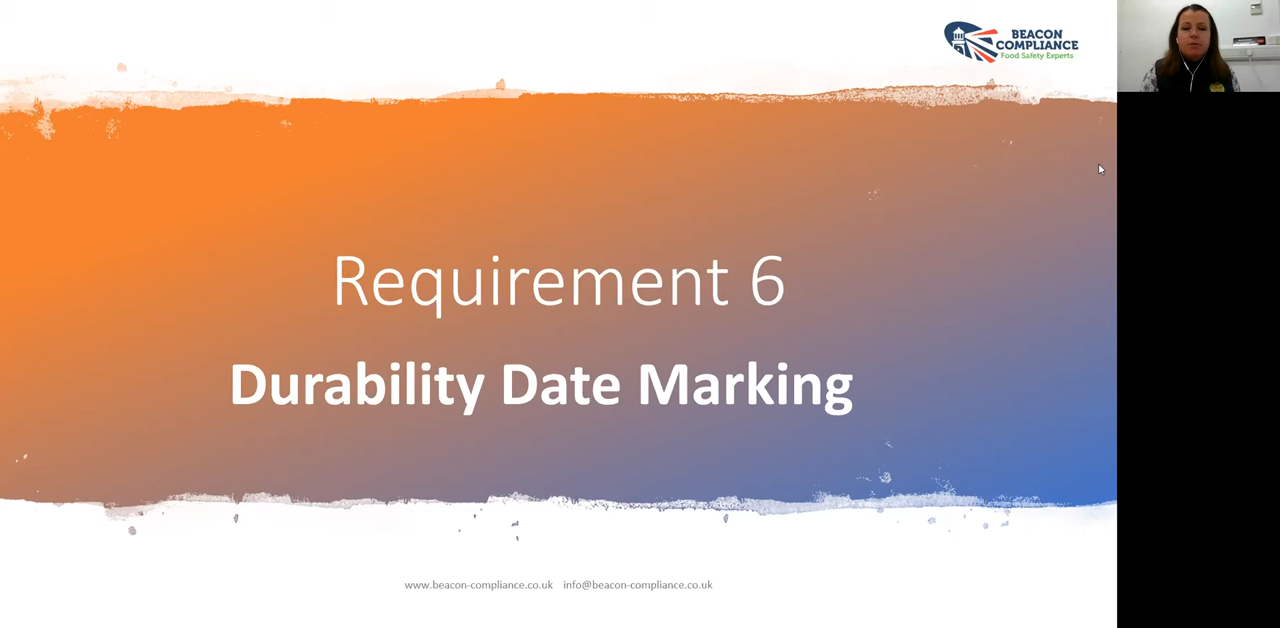 BEACON
COMPLIANCE
Food Safety Experts
Requirement 6
Durability Date Marking
www.beacon-compliance.co.uk info@beacon-compliance.co.uk